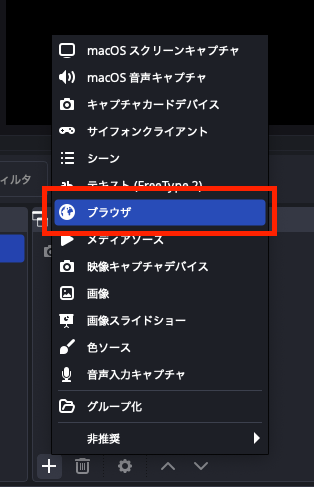 macOS スクリーンキャプチャ
macOS 音声キャプチャ
キャプチャカードデバイス
サイフォンクライアント
シーン
フィルタ
テキスト (FreeType 2)
ブラウザ
メディアソース
映像キャプチャデバイス
画像
画像スライドショー
色ソース
音声入力キャプチャ
グループ化
非推奨